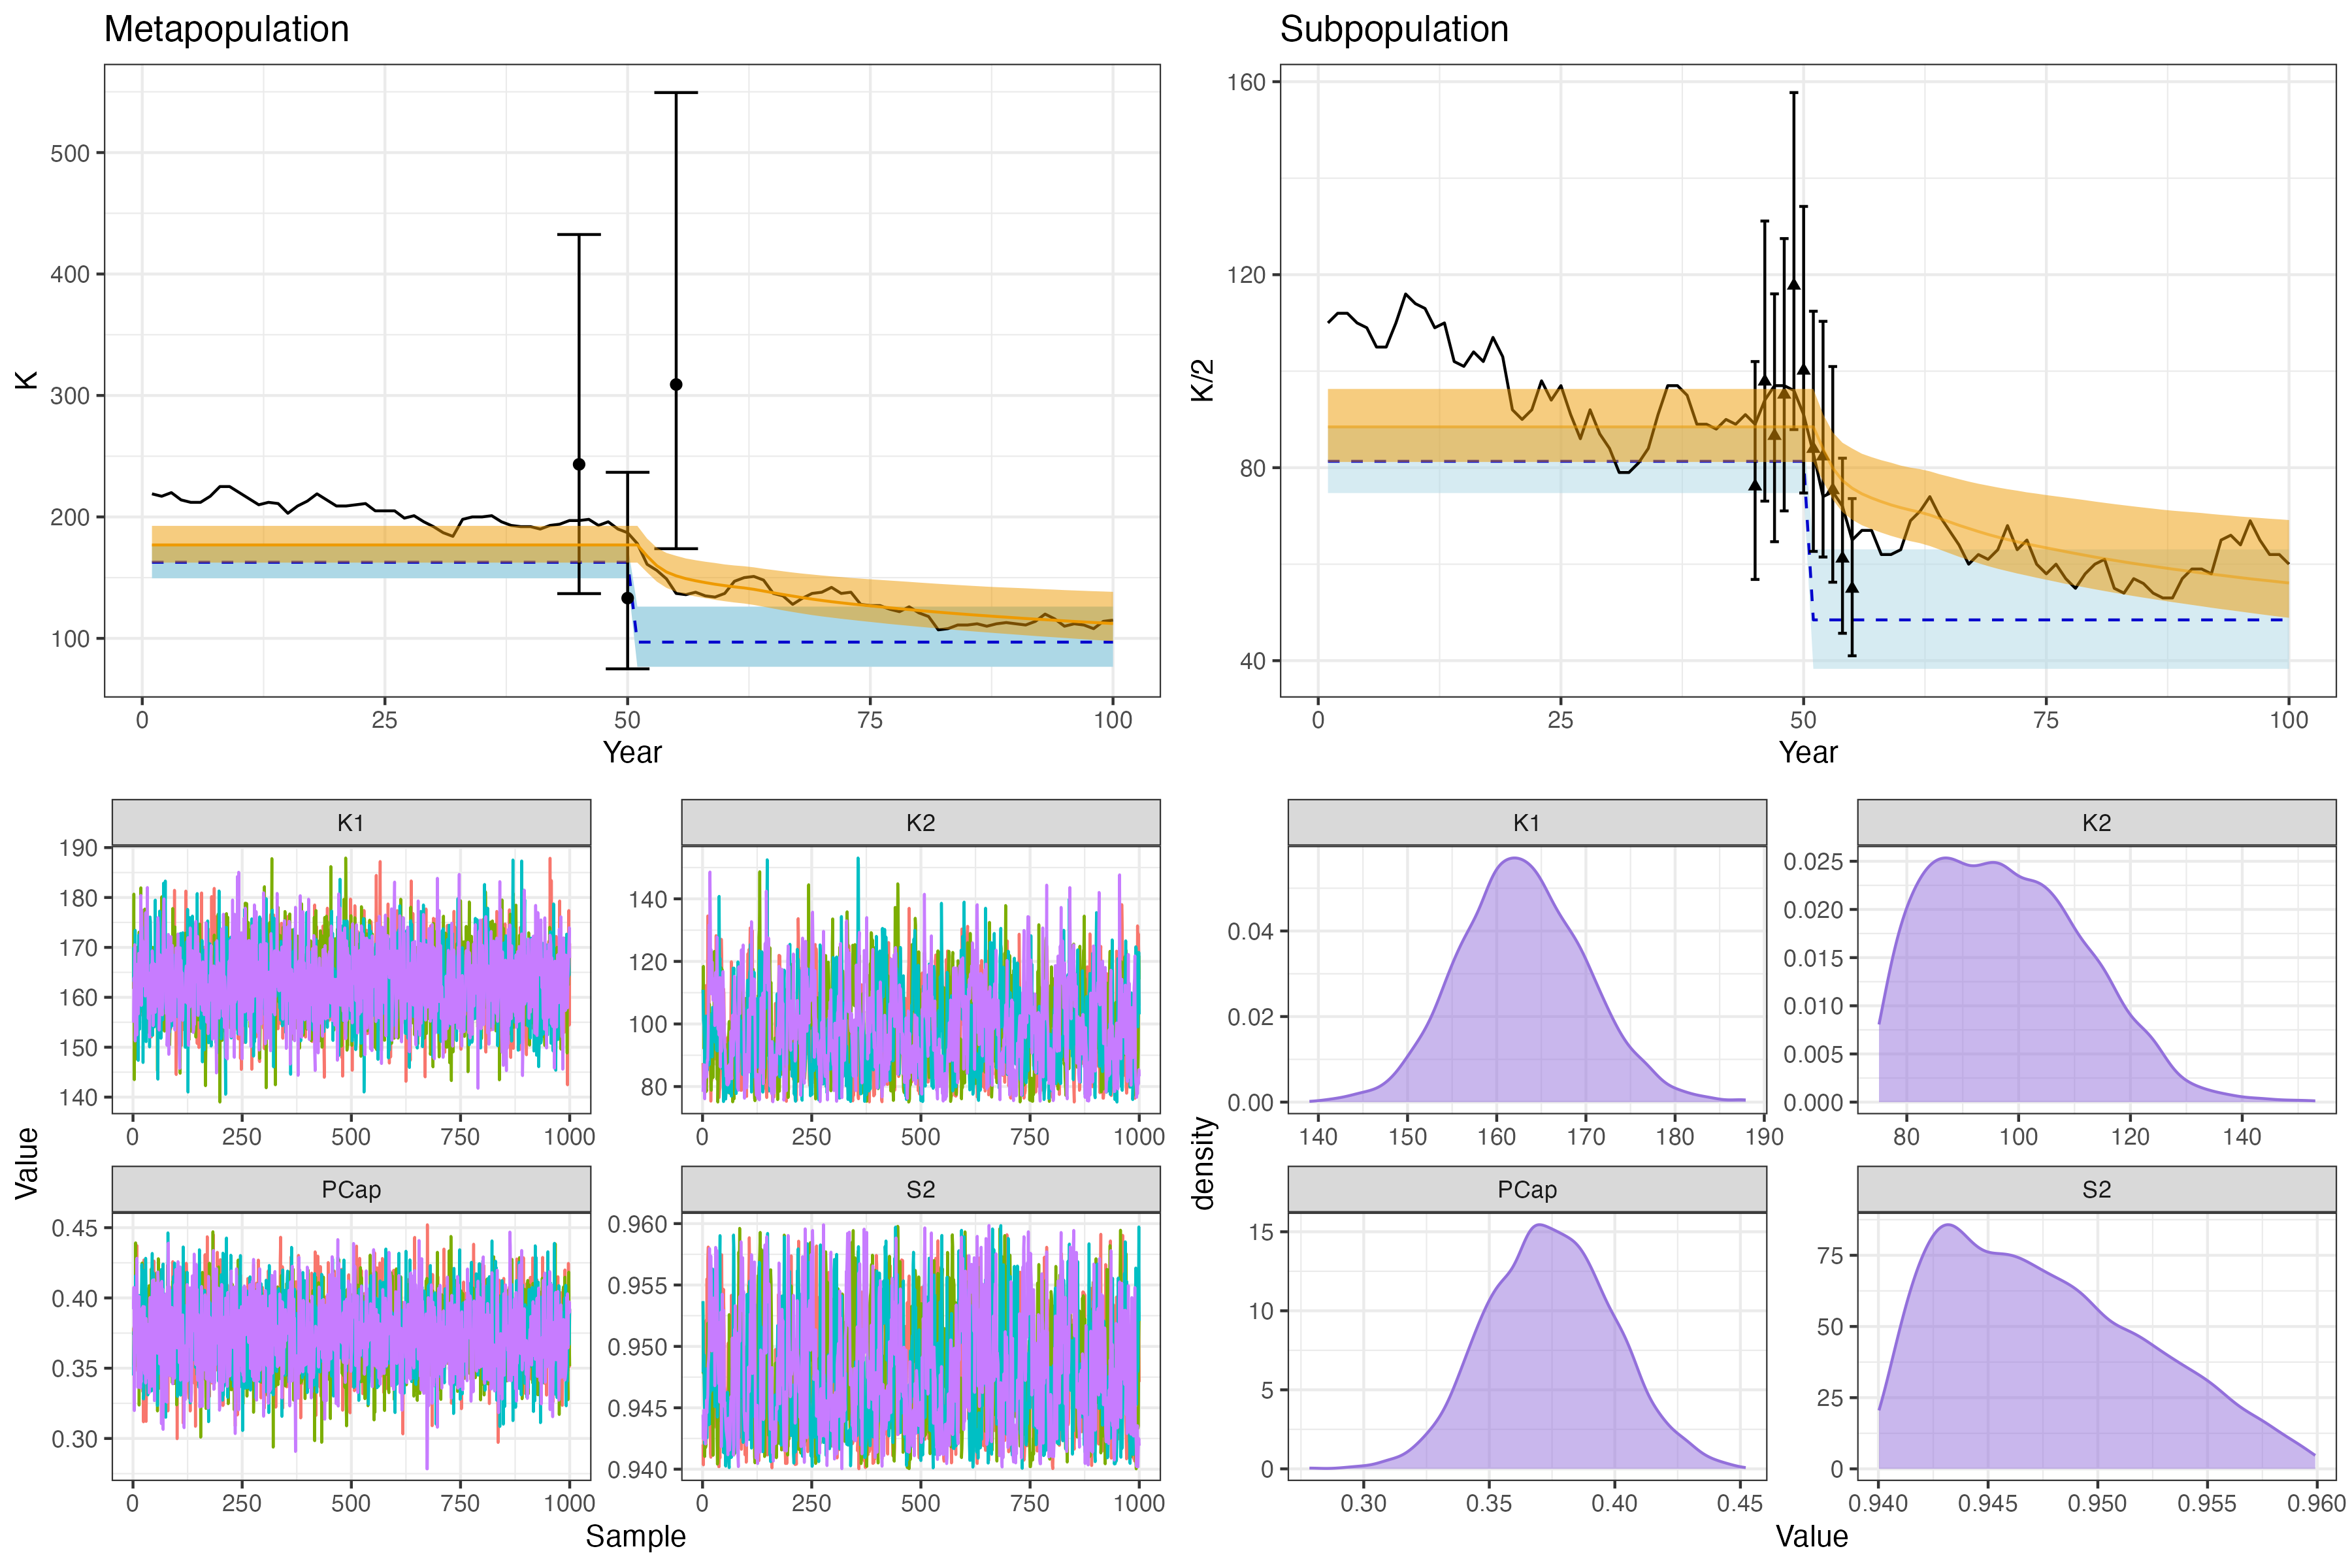 Metapopulation
Subpopulation
K
500
400
300
200
100
0 25 50 75 100
Year
K/2
160
120
80
40
0 25 50 75 100
Year
K1
K2
K1
K2
190
180
170
160
150
140
0 250 500 750 1000
140
120
100
80
0 250 500 750 1000
0.04
0.02
0.00
140 150 160 170 180 190
0.025
0.020
0.015
0.010
0.005
0.000
80 100 120 140
Value
density
PCap
S2
PCap
S2
0.45
0.40
0.35
0.30
0 250 500 750 1000
0.960
0.955
0.950
0.945
0.940
0 250 500 750 1000
15
10
5
0
0.30 0.35 0.40 0.45
75
50
25
0
0.940 0.945 0.950 0.955 0.960
Sample
Value